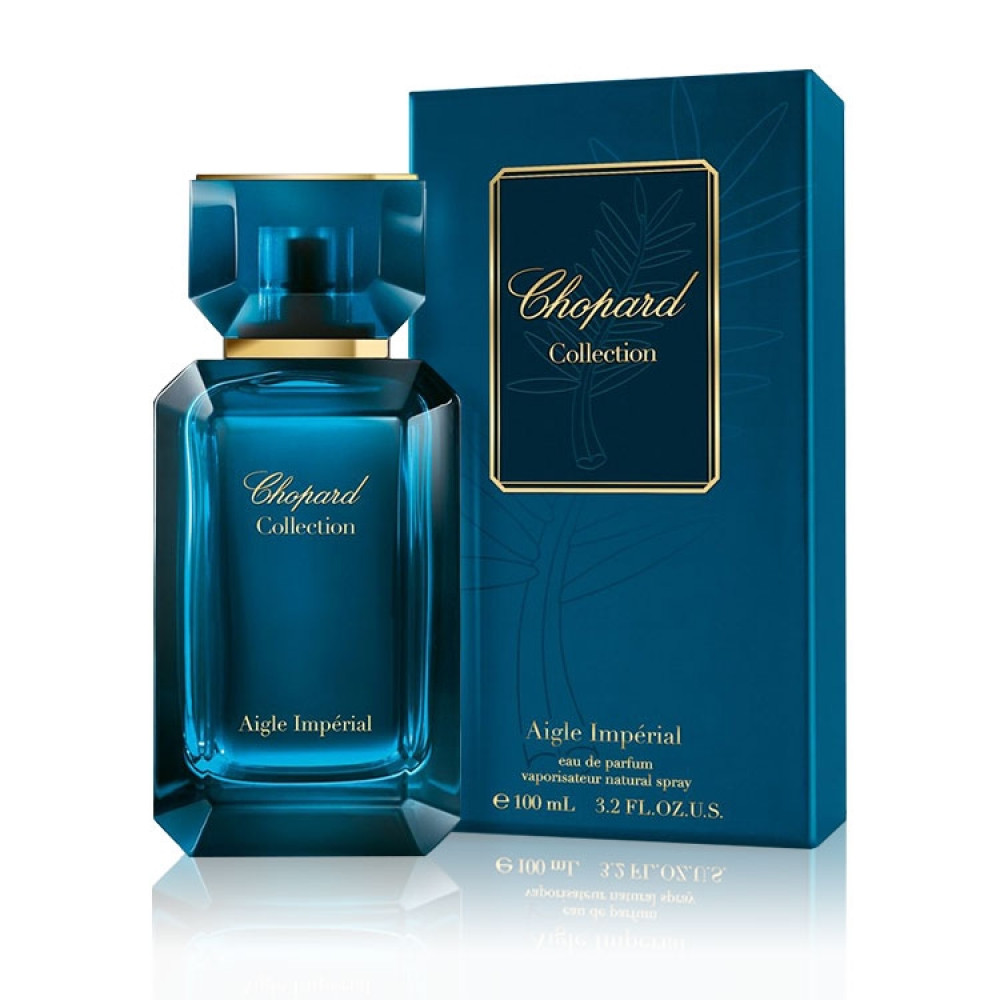 Chopard
Collection
Aigle Impérial
Chopard
Collection
Aigle Impérial
eau de parfum
vaporisateur natural spray
℮ 100 mL 3.2 FL.OZ.U.S.